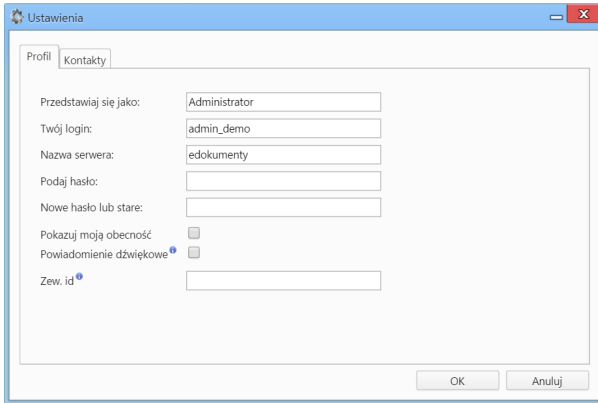 Ustawienia
Profil Kontakty
Przedstawiaj się jako: Administrator
Twój login: admin_demo
Nazwa serwera: edokumenty
Podaj hasło:
Nowe hasło lub stare:
Pokazuj moją obecność
Powiadomienie dźwiękowe
Zew. id
OK Anuluj